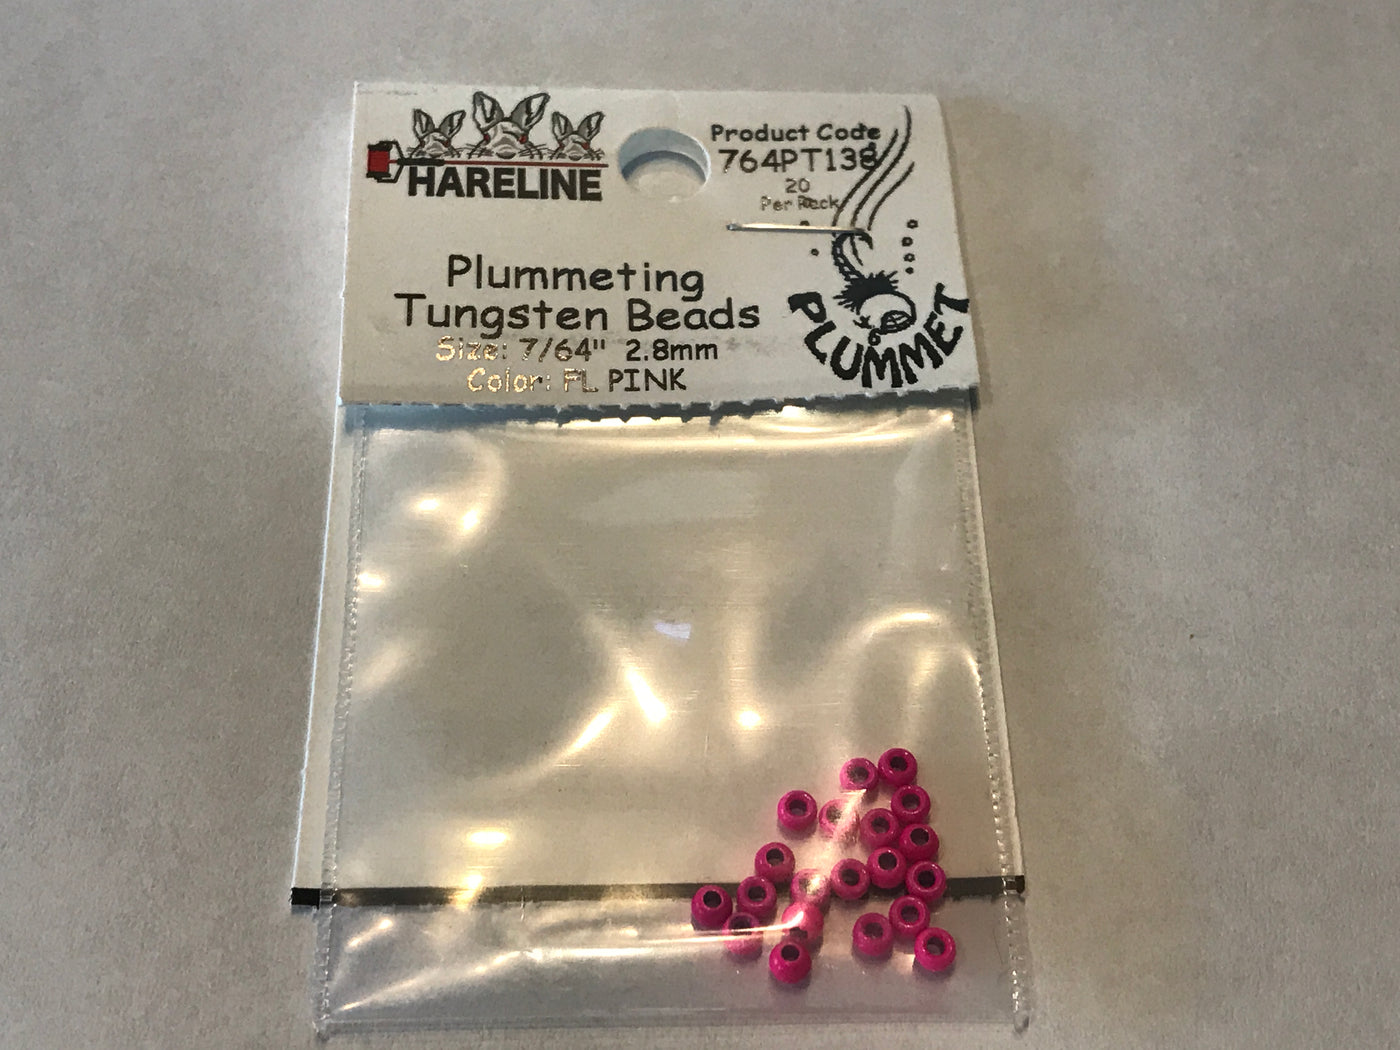 HARELINE
Product Code
764PT138
20
Per Pack
Plummeting
Tungsten Beads
Size: 7/64" 2.8mm
Color: FL PINK
PLUMMET